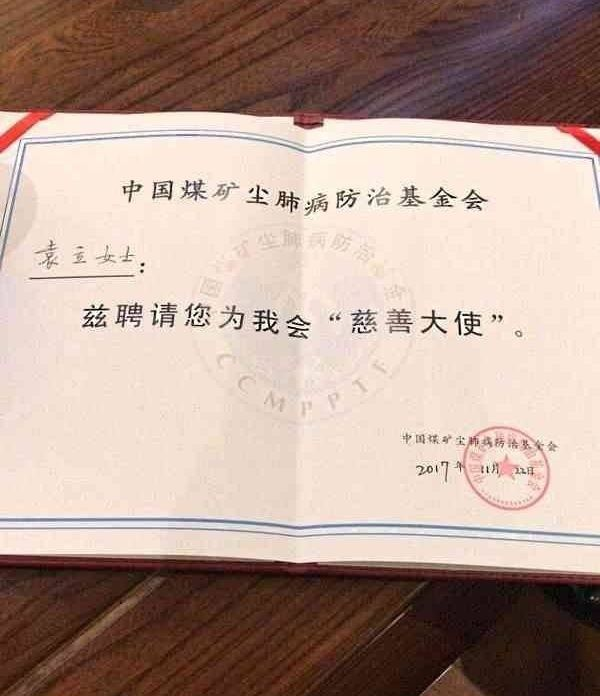 中国煤矿尘肺病防治基金会
袁立女士：
兹聘请您为我会“慈善大使”。
CCMPPTF
中国煤矿尘肺病防治基金会
2017年11月22日